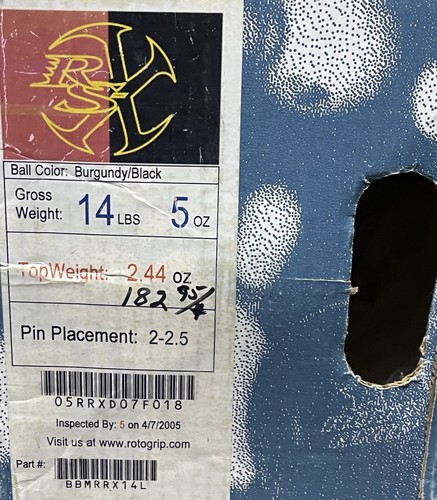 RS
Ball Color: Burgundy/Black
Gross Weight: 14 LBS 5 OZ
TopWeight: 2.44 OZ
182 95/4
Pin Placement: 2-2.5
05RRXD07F018
Inspected By: 5 on 4/7/2005
Visit us at www.rotogrip.com
Part #:
BBMRRX14L